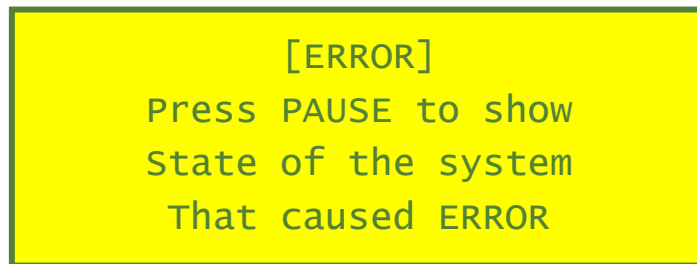 [ERROR]
Press PAUSE to show
State of the system
That caused ERROR